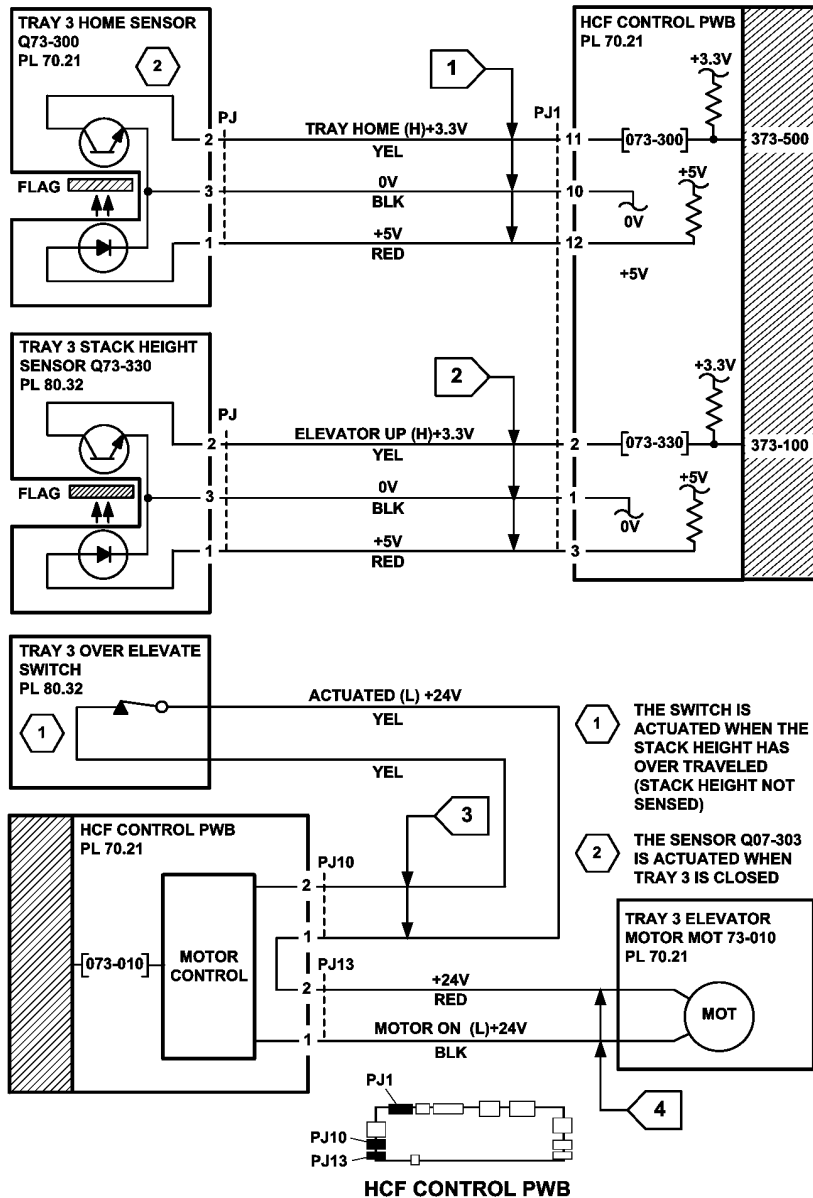 TRAY 3 HOME SENSOR
Q73-300
PL 70.21
2
FLAG
PJ
2
3
1
TRAY HOME (H)+3.3V
YEL
0V
BLK
+5V
RED
1
PJ1
11
10
12
HCF CONTROL PWB
PL 70.21
+3.3V
[073-300]
373-500
+5V
0V
+5V
TRAY 3 STACK HEIGHT
SENSOR Q73-330
PL 80.32
FLAG
PJ
2
3
1
ELEVATOR UP (H)+3.3V
YEL
0V
BLK
+5V
RED
2
2
1
3
+3.3V
[073-330]
373-100
+5V
0V
TRAY 3 OVER ELEVATE
SWITCH
PL 80.32
1
ACTUATED (L) +24V
YEL
YEL
1
THE SWITCH IS
ACTUATED WHEN THE
STACK HEIGHT HAS
OVER TRAVELED
(STACK HEIGHT NOT
SENSED)
2
THE SENSOR Q07-303
IS ACTUATED WHEN
TRAY 3 IS CLOSED
HCF CONTROL PWB
PL 70.21
[073-010]
MOTOR
CONTROL
PJ10
2
1
3
PJ13
2
1
+24V
RED
MOTOR ON (L)+24V
BLK
TRAY 3 ELEVATOR
MOTOR MOT 73-010
PL 70.21
MOT
4
PJ1
PJ10
PJ13
HCF CONTROL PWB